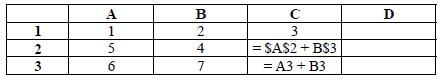 A B C D
1 1 2 3
2 5 4 = $A$2 + B$3
3 6 7 = A3 + B3